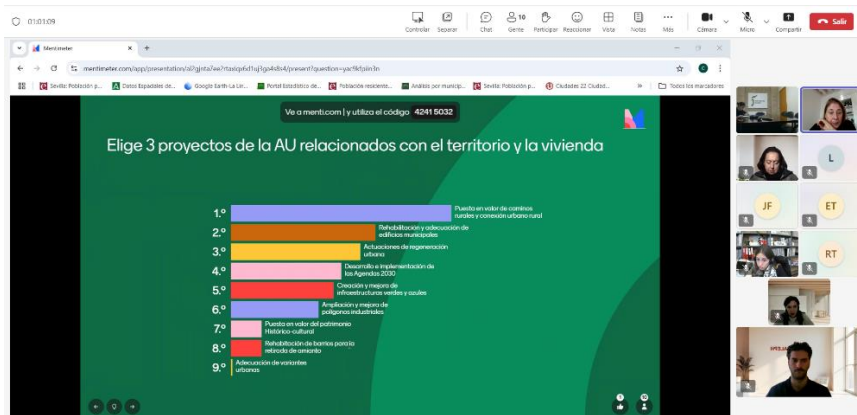 01:01:09
Controlar Separar Chat Gente 10 Participar Reaccionar Vista Notas Más Cámara Micro Compartir Salir
Mentimeter
Sevilla: Población p... Datos Espaciales de... Google Earth-La Lin... Portal Estadístico de... Población residente... Análisis por municip... Sevilla: Población p... Ciudades 22 Ciudad... Todos los marcadores
Ve a menti.com | y utiliza el código 4241 5032
Elige 3 proyectos de la AU relacionados con el territorio y la vivienda
1.º
Puesta en valor de caminos
rurales y conexión urbano rural
2.º
Rehabilitación y adecuación de
edificios municipales
3.º
Actuaciones de regeneración
urbana
4.º
Desarrollo e implementación de
las Agendas 2030
5.º
Creación y mejora de
infraestructuras verdes y azules
6.º
Ampliación y mejora de
polígonos industriales
7.º
Puesta en valor del patrimonio
Histórico-cultural
8.º
Rehabilitación de barrios para la
retirada de amianto
9.º
Adecuación de variantes
urbanas
L
JF
ET
RT